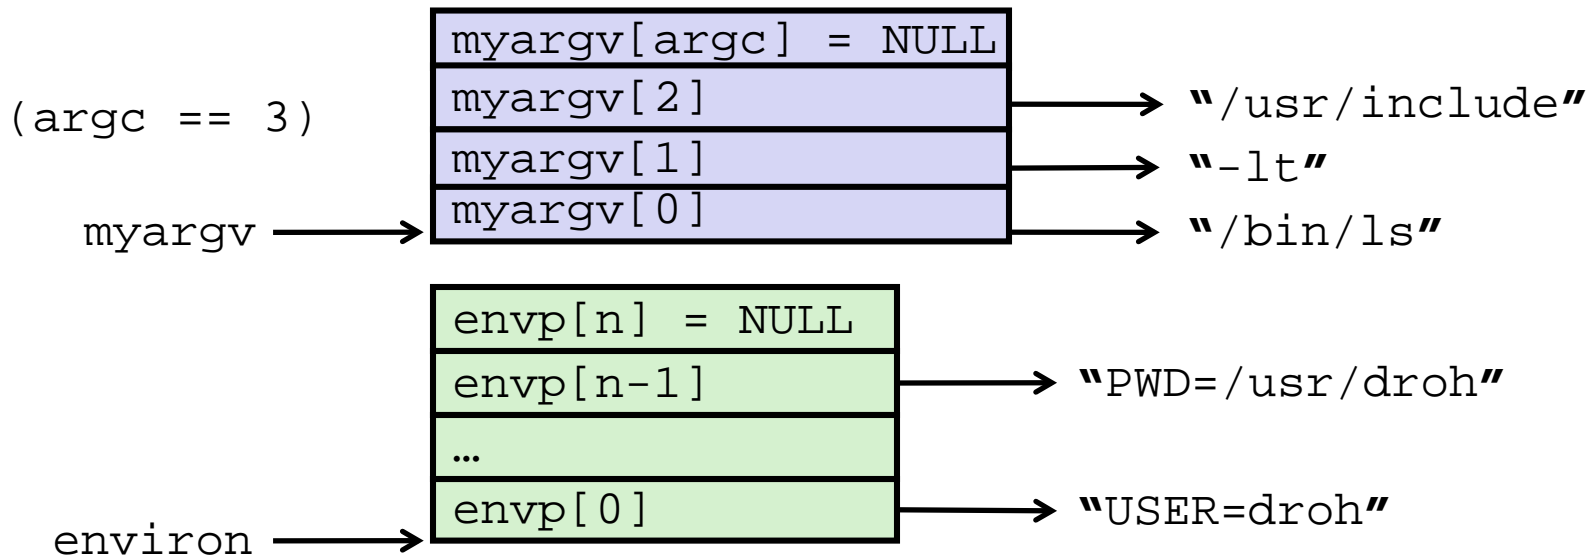 myargv[argc] = NULL
(argc == 3)
myargv[2]
"/usr/include"
myargv[1]
"-lt"
myargv[0]
myargv
"/bin/ls"
envp[n] = NULL
envp[n-1]
"PWD=/usr/droh"
…
envp[0]
"USER=droh"
environ